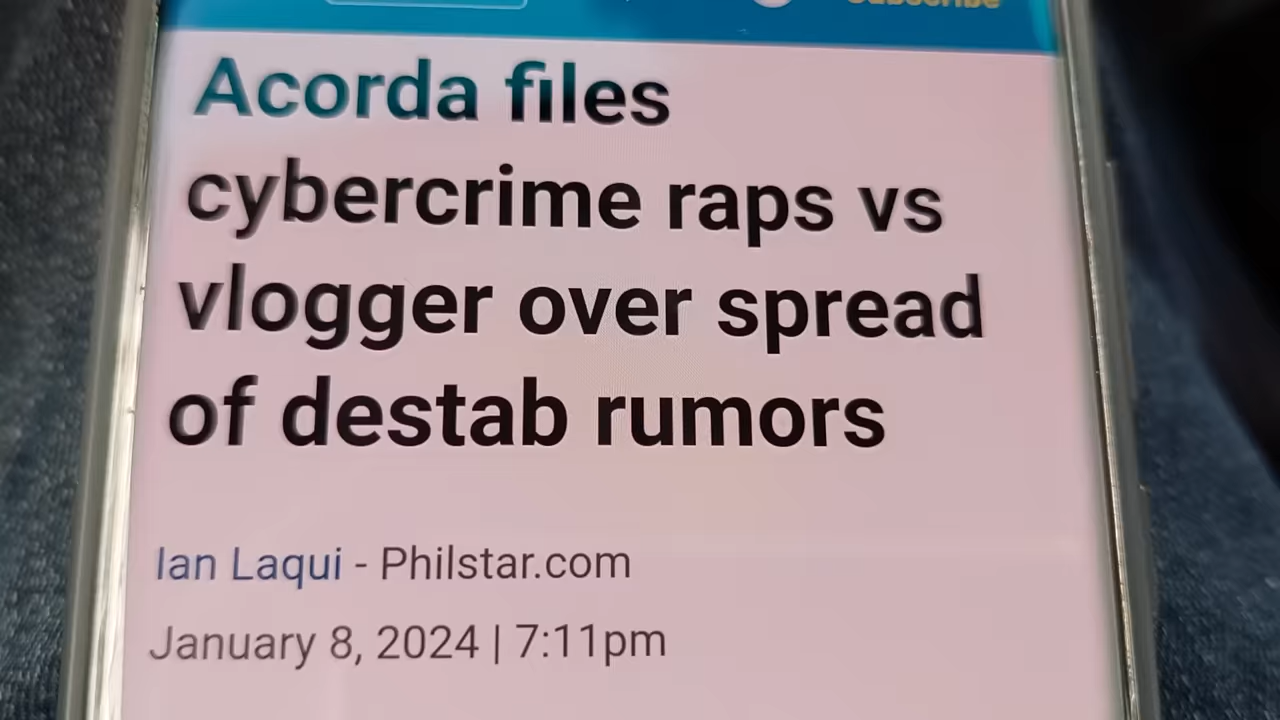 Subscribe
Acorda files
cybercrime raps vs
vlogger over spread
of destab rumors
Ian Laqui - Philstar.com
January 8, 2024 | 7:11pm